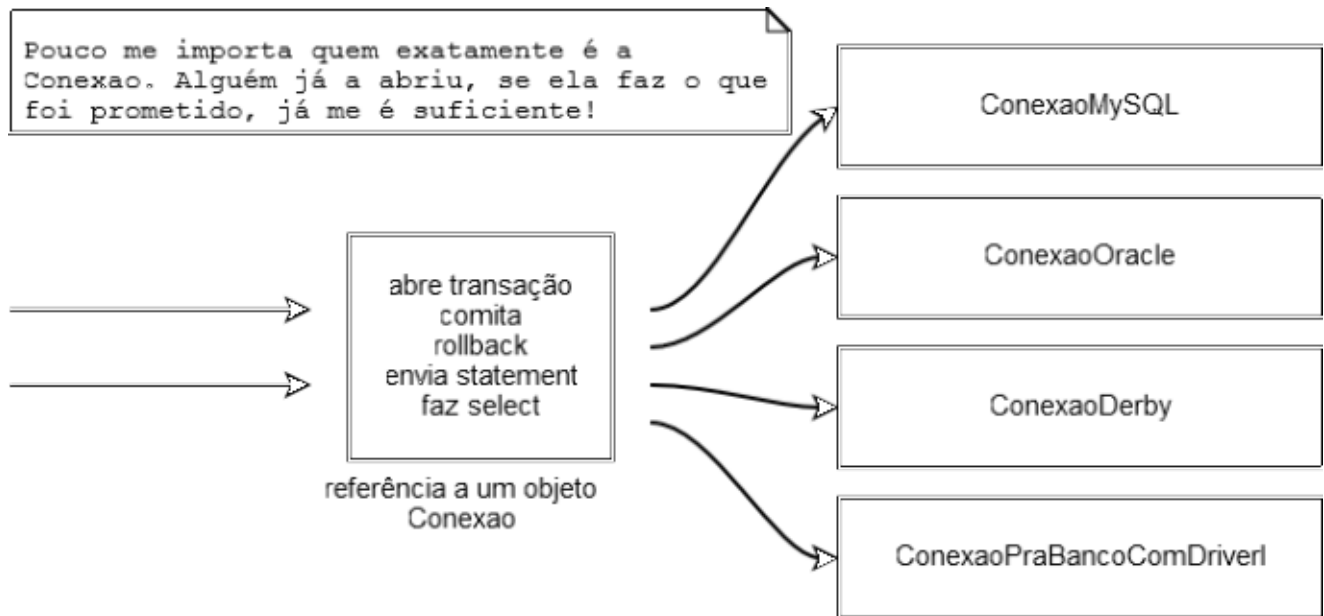 Pouco me importa quem exatamente é a
Conexao. Alguém já a abriu, se ela faz o que
foi prometido, já me é suficiente!
ConexaoMySQL
ConexaoOracle
abre transação
comita
rollback
envia statement
faz select
ConexaoDerby
referência a um objeto
Conexao
ConexaoPraBancoComDriverI